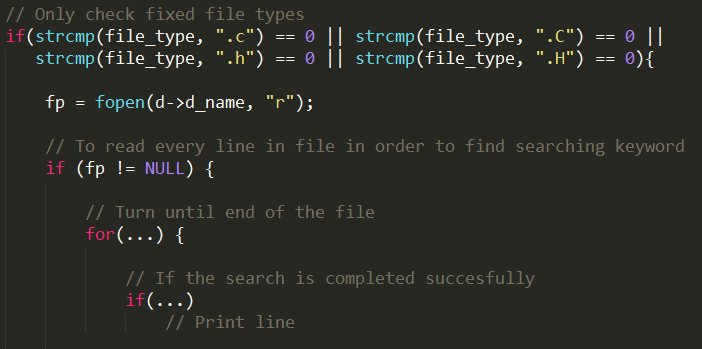 // Only check fixed file types
if(strcmp(file_type, ".c") == 0 || strcmp(file_type, ".C") == 0 ||
strcmp(file_type, ".h") == 0 || strcmp(file_type, ".H") == 0){
fp = fopen(d->d_name, "r");
// To read every line in file in order to find searching keyword
if (fp != NULL) {
// Turn until end of the file
for(...) {
// If the search is completed succesfully
if(...)
// Print line